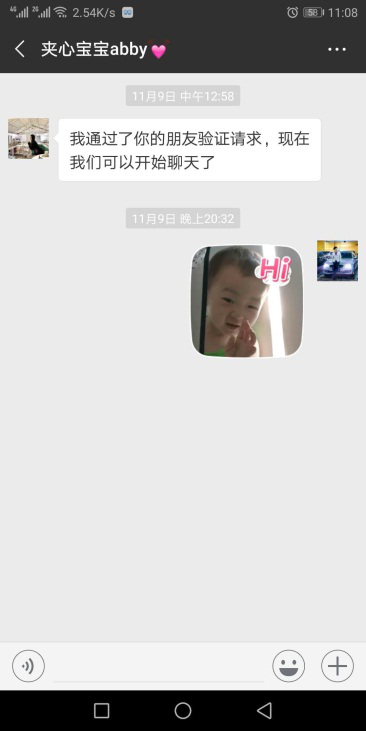 4G 2G 2.54K/s 58 11:08
夹心宝宝abby💕
11月9日 中午12:58
我通过了你的朋友验证请求，现在
我们可以开始聊天了
11月9日 晚上20:32
Hi